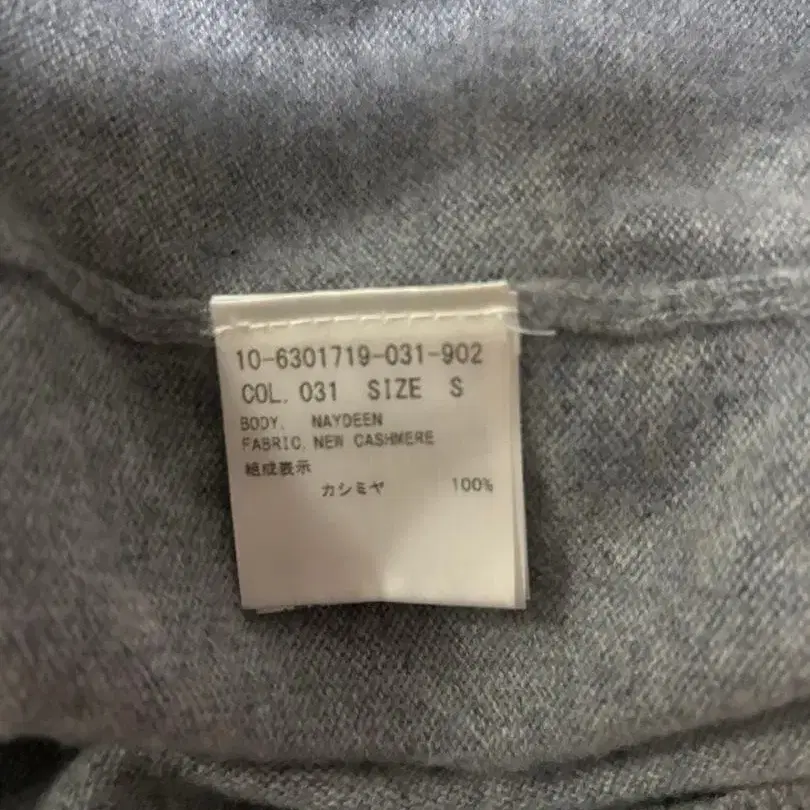 10-6301719-031-902
COL. 031 SIZE S
BODY. NAYDEEN
FABRIC. NEW CASHMERE
組成表示
カシミヤ 100%